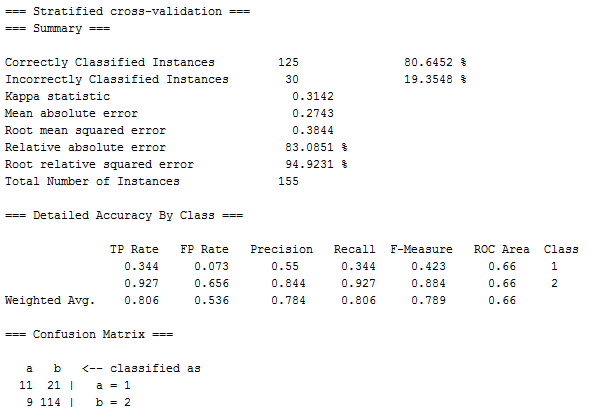 === Stratified cross-validation ===
=== Summary ===
Correctly Classified Instances         125               80.6452 %
Incorrectly Classified Instances        30               19.3548 %
Kappa statistic                          0.3142
Mean absolute error                      0.2743
Root mean squared error                  0.3844
Relative absolute error                 83.0851 %
Root relative squared error             94.9231 %
Total Number of Instances              155
=== Detailed Accuracy By Class ===
TP Rate   FP Rate   Precision   Recall  F-Measure   ROC Area  Class
0.344     0.073      0.55      0.344     0.423      0.66     1
0.927     0.656      0.844     0.927     0.884      0.66     2
Weighted Avg.    0.806     0.536      0.784     0.806     0.789      0.66
=== Confusion Matrix ===
a   b   <-- classified as
11  21 |   a = 1
9 114 |   b = 2